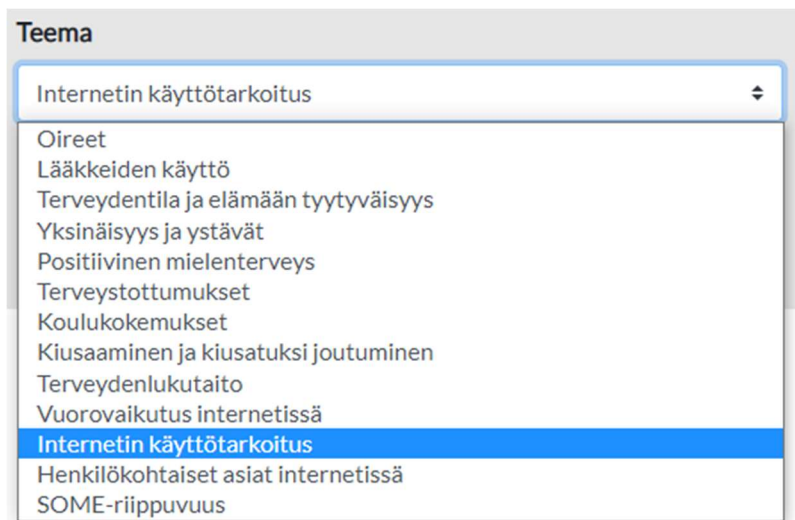 Teema
Internetin käyttötarkoitus
Oireet
Lääkkeiden käyttö
Terveydentila ja elämään tyytyväisyys
Yksinäisyys ja ystävät
Positiivinen mielenterveys
Terveystottumukset
Koulukokemukset
Kiusaaminen ja kiusatuksi joutuminen
Terveydenlukutaito
Vuorovaikutus internetissä
Internetin käyttötarkoitus
Henkilökohtaiset asiat internetissä
SOME-riippuvuus